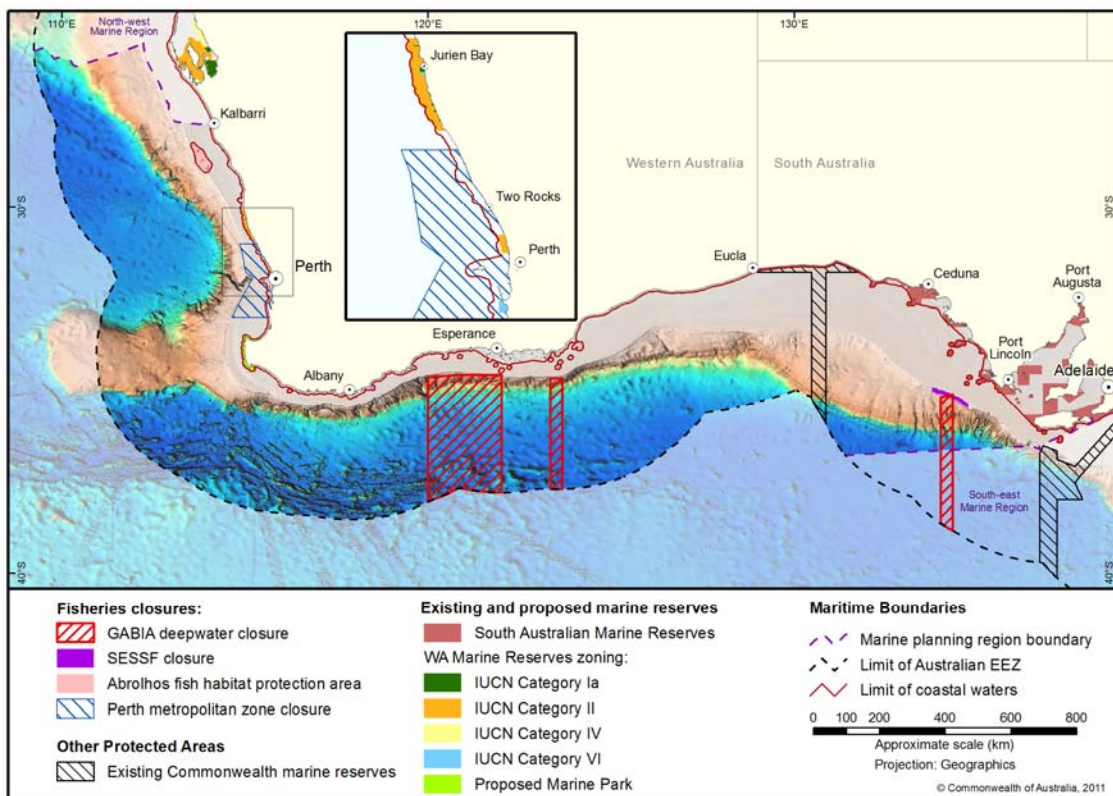 110°E
120°E
130°E
North-west
Marine Region
Jurien Bay
Kalbarri
Western Australia
South Australia
30°S
30°S
Two Rocks
Perth
Perth
Eucla
Ceduna
Port
Augusta
Esperance
Port
Lincoln
Adelaide
Albany
South-east
Marine Region
40°S
40°S
Fisheries closures:
GABIA deepwater closure
SESSF closure
Abrolhos fish habitat protection area
Perth metropolitan zone closure
Other Protected Areas
Existing Commonwealth marine reserves
Existing and proposed marine reserves
South Australian Marine Reserves
WA Marine Reserves zoning:
IUCN Category Ia
IUCN Category II
IUCN Category IV
IUCN Category VI
Proposed Marine Park
Maritime Boundaries
Marine planning region boundary
Limit of Australian EEZ
Limit of coastal waters
0 100 200 400 600 800
Approximate scale (km)
Projection: Geographics
© Commonwealth of Australia, 2011